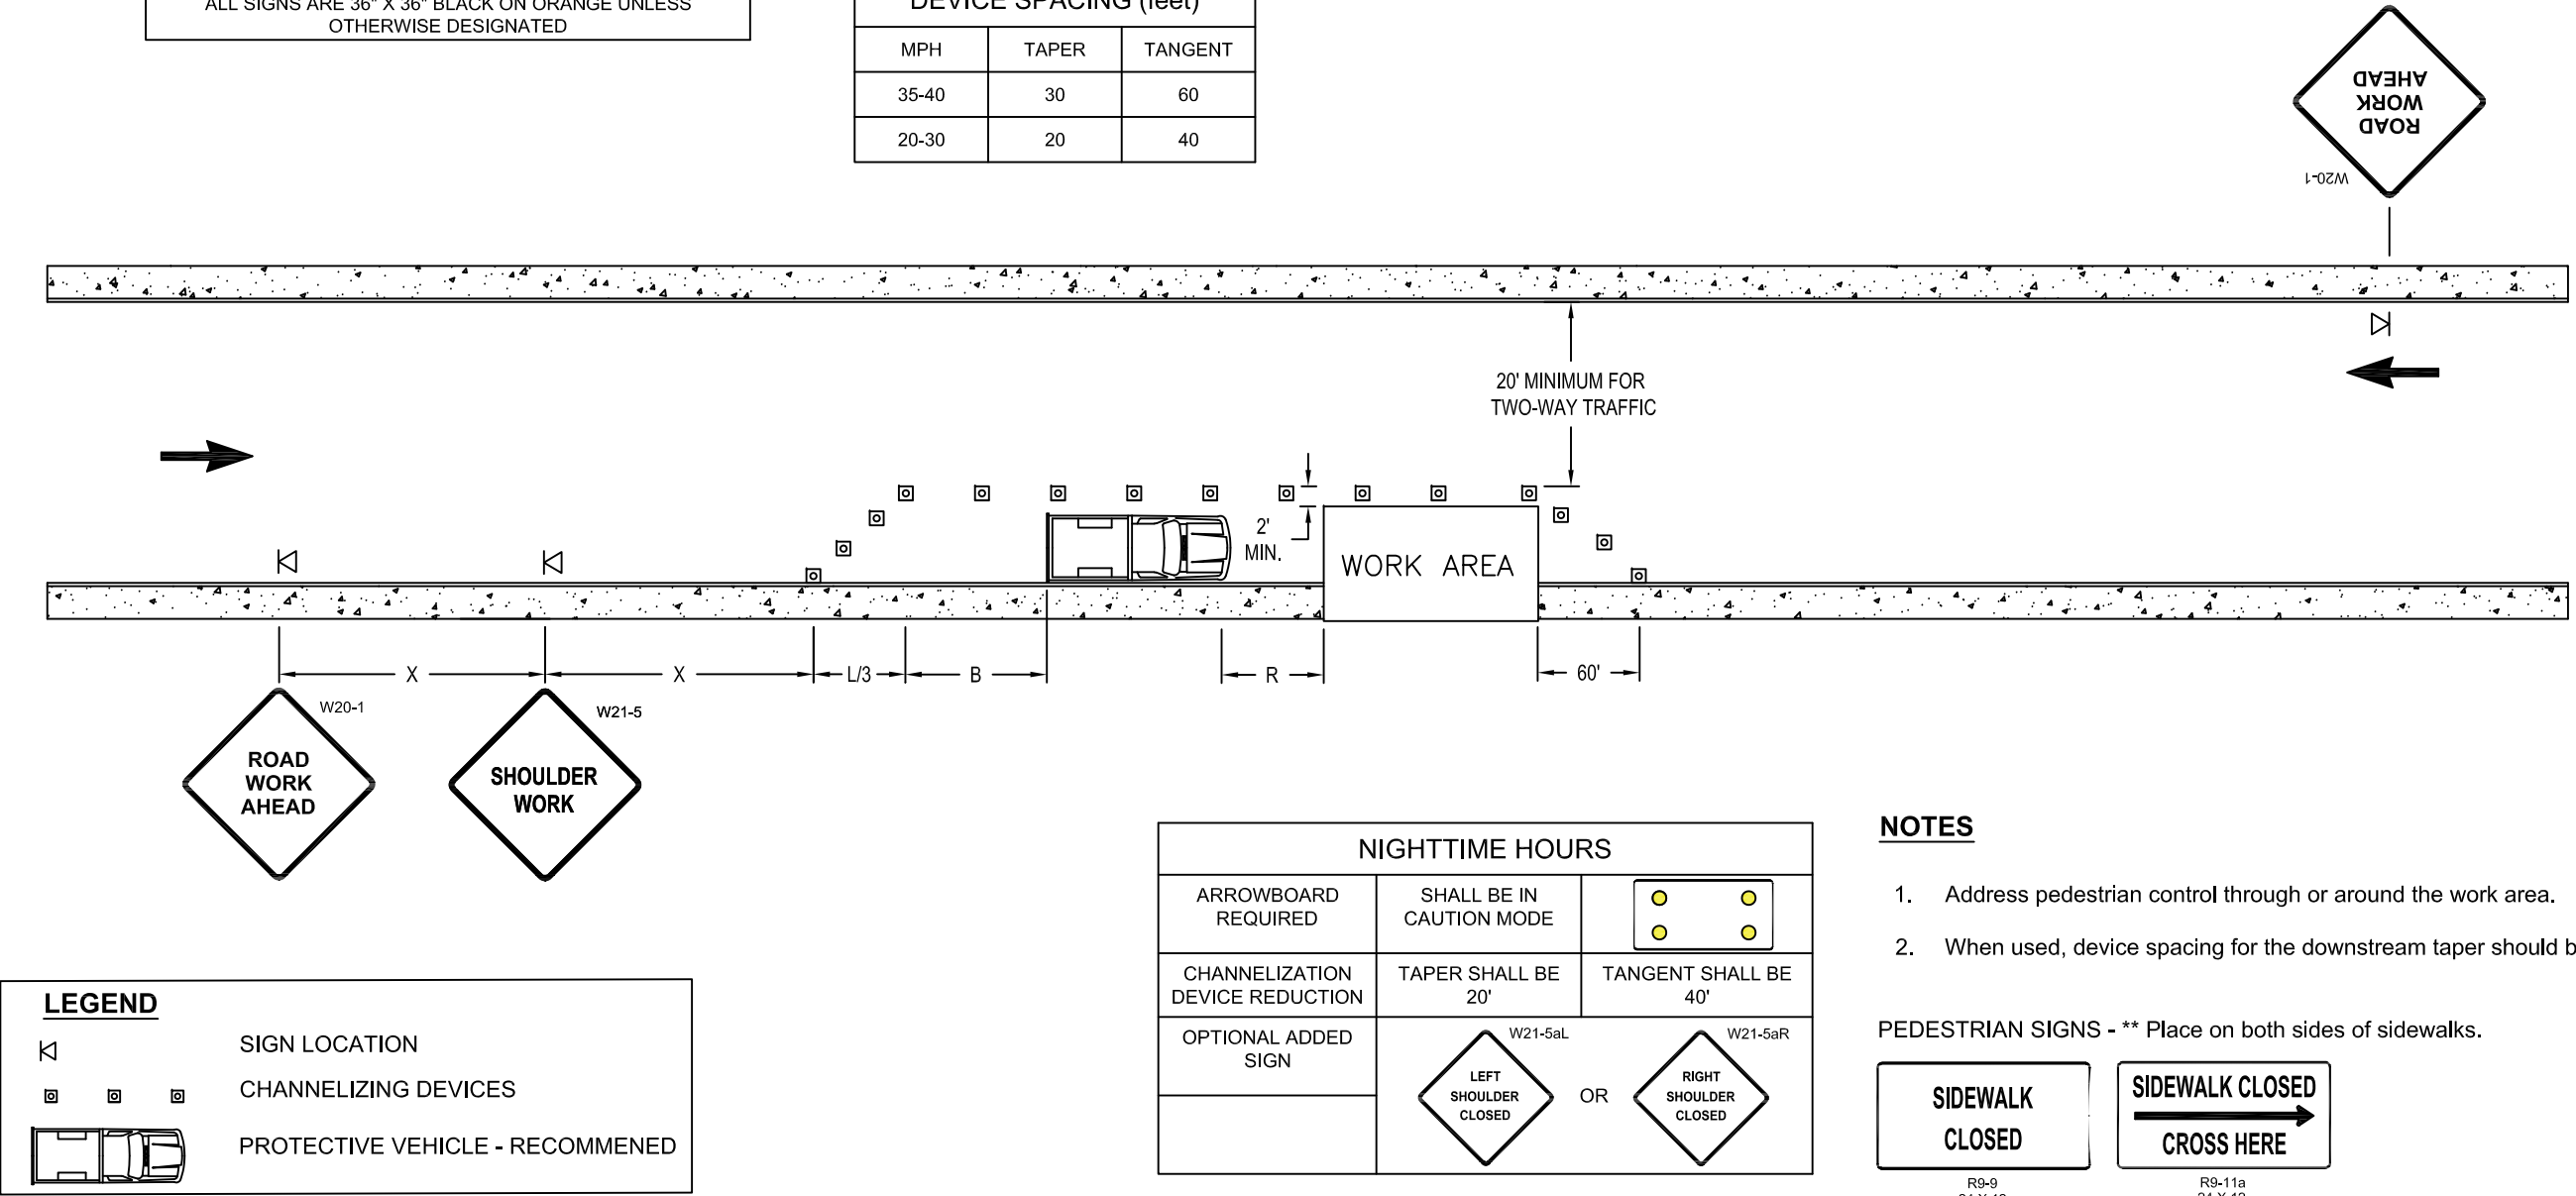 ALL SIGNS ARE 36" X 36" BLACK ON ORANGE UNLESS
OTHERWISE DESIGNATED
DEVICE SPACING (feet)
MPH TAPER TANGENT
35-40 30 60
20-30 20 40
ROAD
WORK
AHEAD
W20-1
20' MINIMUM FOR
TWO-WAY TRAFFIC
2'
MIN.
WORK AREA
X X L/3 B R 60'
W20-1
ROAD
WORK
AHEAD
W21-5
SHOULDER
WORK
NIGHTTIME HOURS
ARROWBOARD
REQUIRED
SHALL BE IN
CAUTION MODE
CHANNELIZATION
DEVICE REDUCTION
TAPER SHALL BE
20'
TANGENT SHALL BE
40'
OPTIONAL ADDED
SIGN
W21-5aL
LEFT
SHOULDER
CLOSED
OR
W21-5aR
RIGHT
SHOULDER
CLOSED
NOTES
1. Address pedestrian control through or around the work area.
2. When used, device spacing for the downstream taper should b
PEDESTRIAN SIGNS - ** Place on both sides of sidewalks.
SIDEWALK
CLOSED
R9-9
SIDEWALK CLOSED
CROSS HERE
R9-11a
LEGEND
SIGN LOCATION
CHANNELIZING DEVICES
PROTECTIVE VEHICLE - RECOMMENED